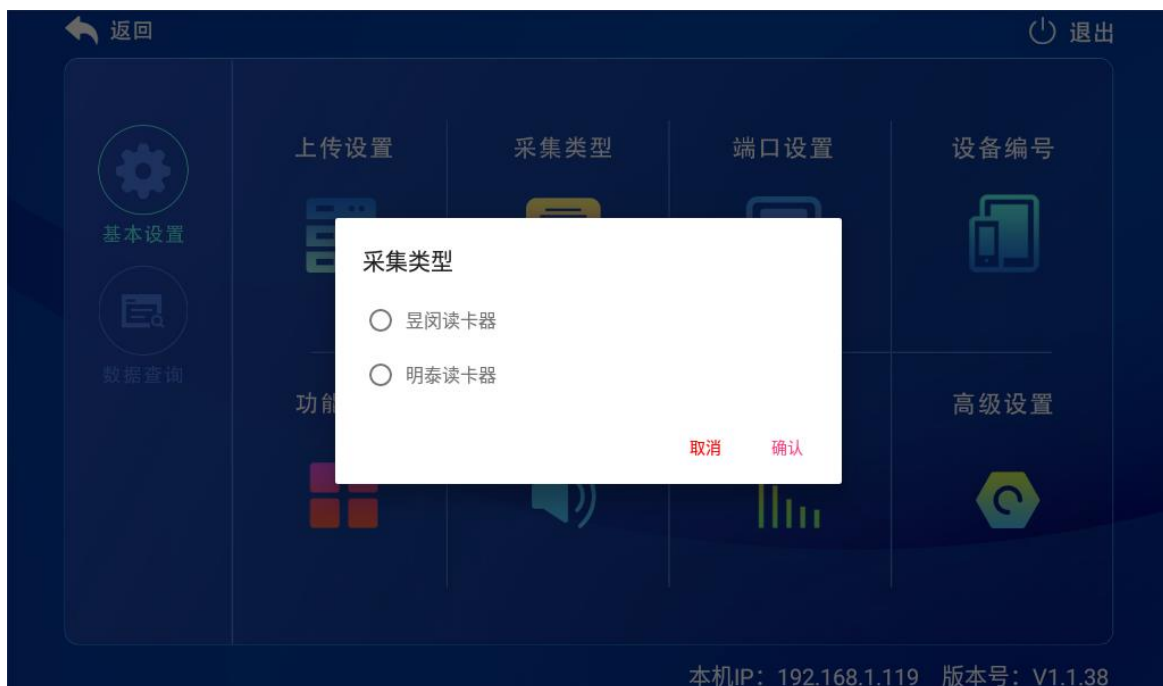 返回
退出
上传设置 采集类型 端口设置 设备编号
基本设置
采集类型
昱闵读卡器
明泰读卡器
数据查询
功能
高级设置
取消 确认
本机IP：192.168.1.119 版本号：V1.1.38